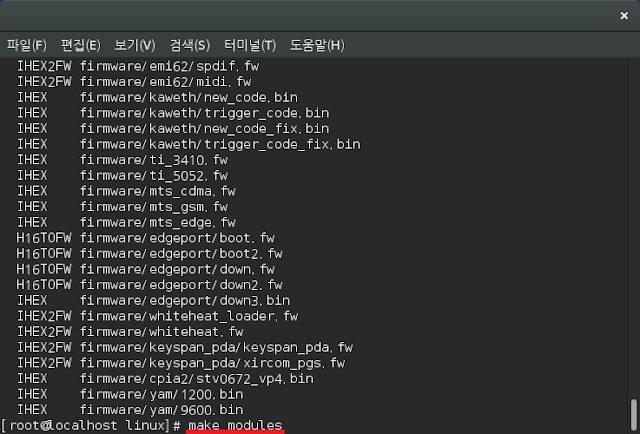 ×
파일(F) 편집(E) 보기(V) 검색(S) 터미널(T) 도움말(H)
IHEX2FW firmware/emi62/spdif.fw
IHEX2FW firmware/emi62/midi.fw
IHEX firmware/kaweth/new_code.bin
IHEX firmware/kaweth/trigger_code.bin
IHEX firmware/kaweth/new_code_fix.bin
IHEX firmware/kaweth/trigger_code_fix.bin
IHEX firmware/ti_3410.fw
IHEX firmware/ti_5052.fw
IHEX firmware/mts_cdma.fw
IHEX firmware/mts_gsm.fw
IHEX firmware/mts_edge.fw
H16TOFW firmware/edgeport/boot.fw
H16TOFW firmware/edgeport/boot2.fw
H16TOFW firmware/edgeport/down.fw
H16TOFW firmware/edgeport/down2.fw
IHEX firmware/edgeport/down3.bin
IHEX2FW firmware/whiteheat_loader.fw
IHEX2FW firmware/whiteheat.fw
IHEX2FW firmware/keyspan_pda/keyspan_pda.fw
IHEX2FW firmware/keyspan_pda/xircom_pgs.fw
IHEX firmware/cpia2/stv0672_vp4.bin
IHEX firmware/yam/1200.bin
IHEX firmware/yam/9600.bin
[root@localhost linux]# make modules